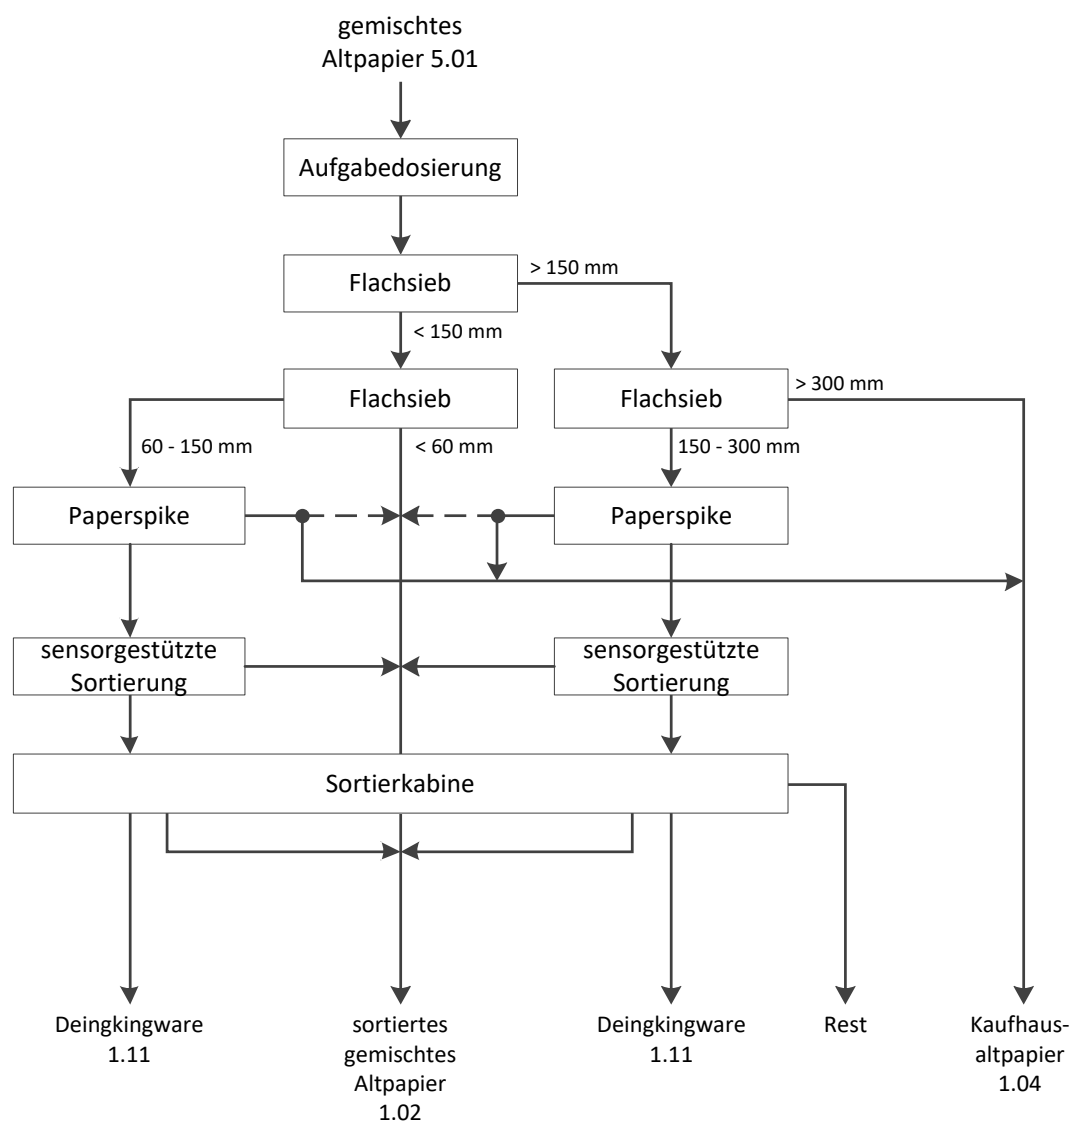 gemischtes
Altpapier 5.01
Aufgabedosierung
Flachsieb
> 150 mm
< 150 mm
Flachsieb
Flachsieb
> 300 mm
60 - 150 mm
< 60 mm
150 - 300 mm
Paperspike
Paperspike
sensorgestützte
Sortierung
sensorgestützte
Sortierung
Sortierkabine
Deingkingware
1.11
sortiertes
gemischtes
Altpapier
1.02
Deingkingware
1.11
Rest
Kaufhaus-
altpapier
1.04